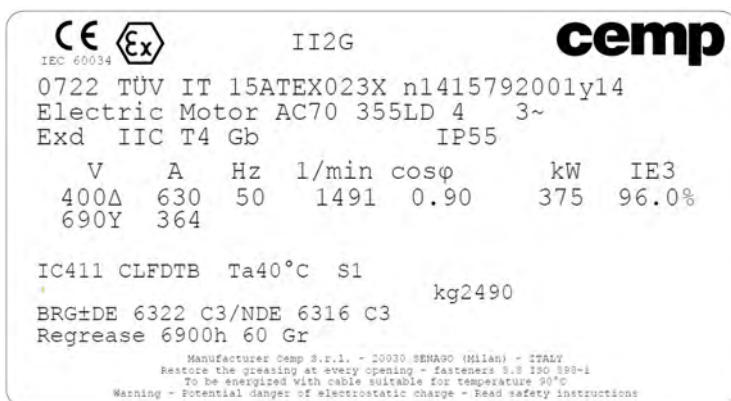 CE Ex II2G cemp
IEC 60034
0722 TÜV IT 15ATEX023X n1415792001y14
Electric Motor AC70 355LD 4 3~
Exd IIC T4 Gb IP55
V A Hz 1/min cosφ kW IE3
400Δ 630 50 1491 0.90 375 96.0%
690Y 364
IC411 CLFDTB Ta40°C S1
kg2490
BRG±DE 6322 C3/NDE 6316 C3
Regrease 6900h 60 Gr
Manufacturer Cemp S.r.l. - 20030 SENAGO (Milan) - ITALY
Restore the greasing at every opening - fasteners 8.8 ISO 898-1
To be energized with cable suitable for temperature 90°C
Warning - Potential danger of electrostatic charge - Read safety instructions